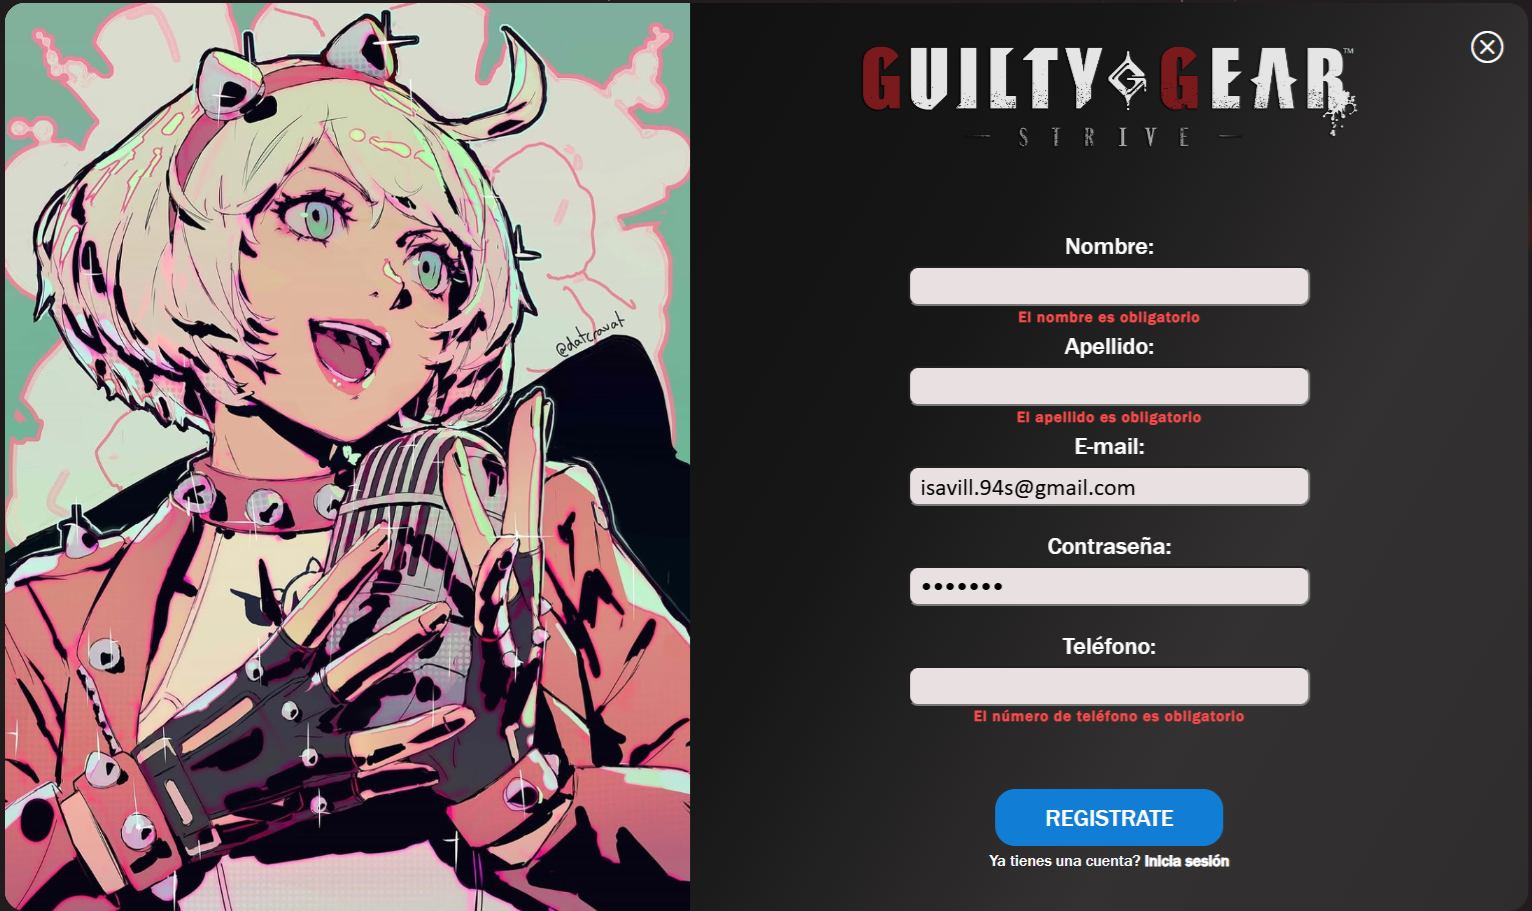 GUILTY GEAR™
STRIVE
@datcravat
Nombre:
El nombre es obligatorio
Apellido:
El apellido es obligatorio
E-mail:
isavill.94s@gmail.com
Contraseña:
•••••••
Teléfono:
El número de teléfono es obligatorio
REGISTRATE
Ya tienes una cuenta? Inicia sesión